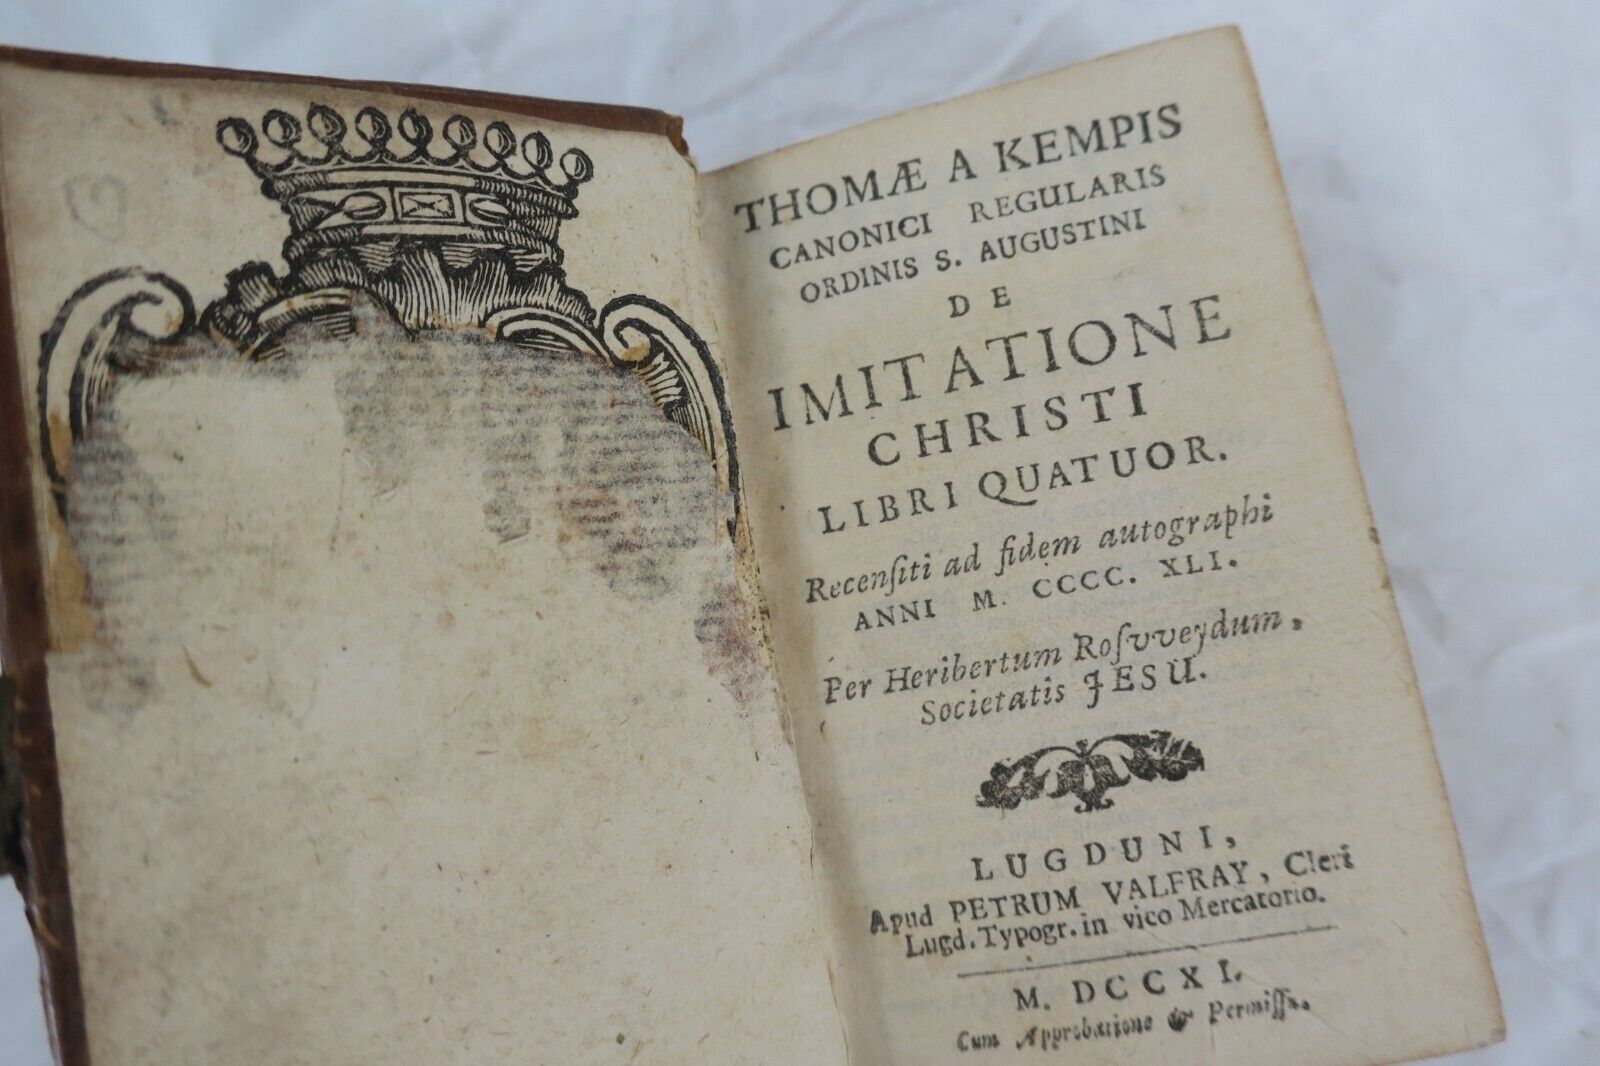 THOMÆ A KEMPIS
CANONICI REGULARIS
ORDINIS S. AUGUSTINI
DE
IMITATIONE
CHRISTI
LIBRI QUATUOR.
Recenſiti ad fidem autographi
ANNI M. CCCC. XLI.
Per Heribertum Roſvveydum,
Societatis JESU.
LUGDUNI,
Apud PETRUM VALFRAY, Cleri
Lugd. Typogr. in vico Mercatorio.
M. DCCXI.
Cum Approbatione & Permiſſu.